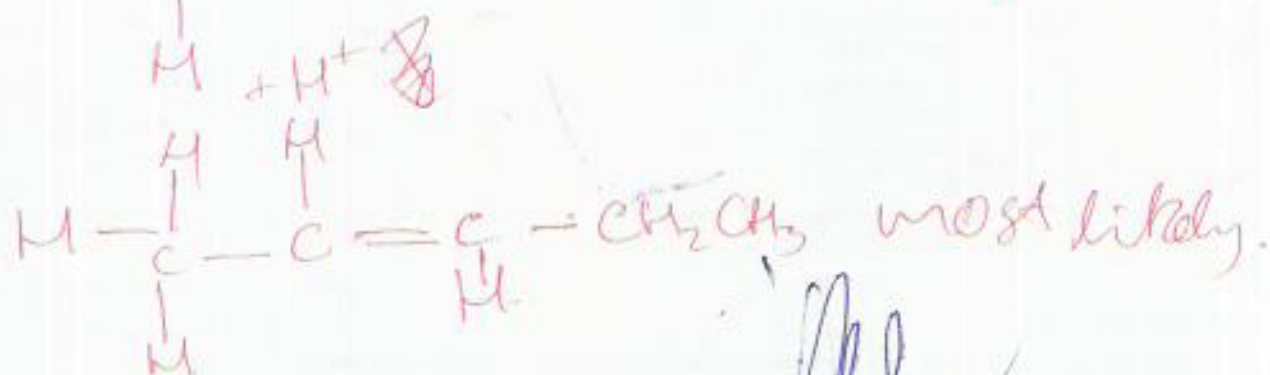 H + H⁺
H H
H — C — C = C — CH₂CH₃ most likely.
H
H